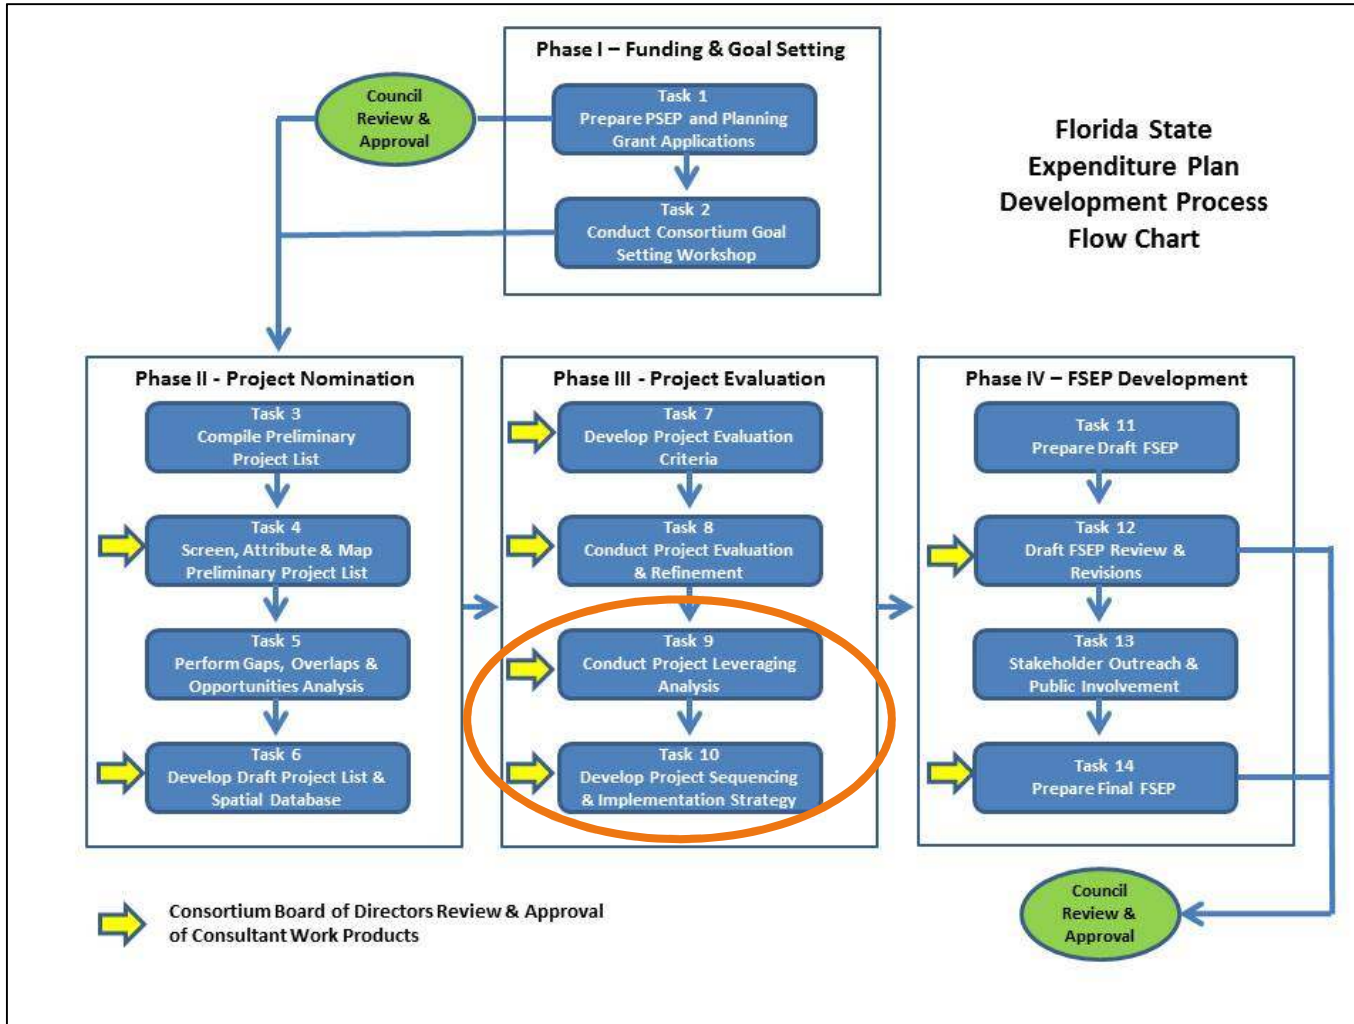 Phase I – Funding & Goal Setting
Task 1
Prepare PSEP and Planning
Grant Applications
Task 2
Conduct Consortium Goal
Setting Workshop
Council
Review &
Approval
Florida State
Expenditure Plan
Development Process
Flow Chart
Phase II - Project Nomination
Task 3
Compile Preliminary
Project List
Task 4
Screen, Attribute & Map
Preliminary Project List
Task 5
Perform Gaps, Overlaps &
Opportunities Analysis
Task 6
Develop Draft Project List &
Spatial Database
Phase III - Project Evaluation
Task 7
Develop Project Evaluation
Criteria
Task 8
Conduct Project Evaluation
& Refinement
Task 9
Conduct Project Leveraging
Analysis
Task 10
Develop Project Sequencing
& Implementation Strategy
Phase IV – FSEP Development
Task 11
Prepare Draft FSEP
Task 12
Draft FSEP Review &
Revisions
Task 13
Stakeholder Outreach &
Public Involvement
Task 14
Prepare Final FSEP
Council
Review &
Approval
Consortium Board of Directors Review & Approval
of Consultant Work Products